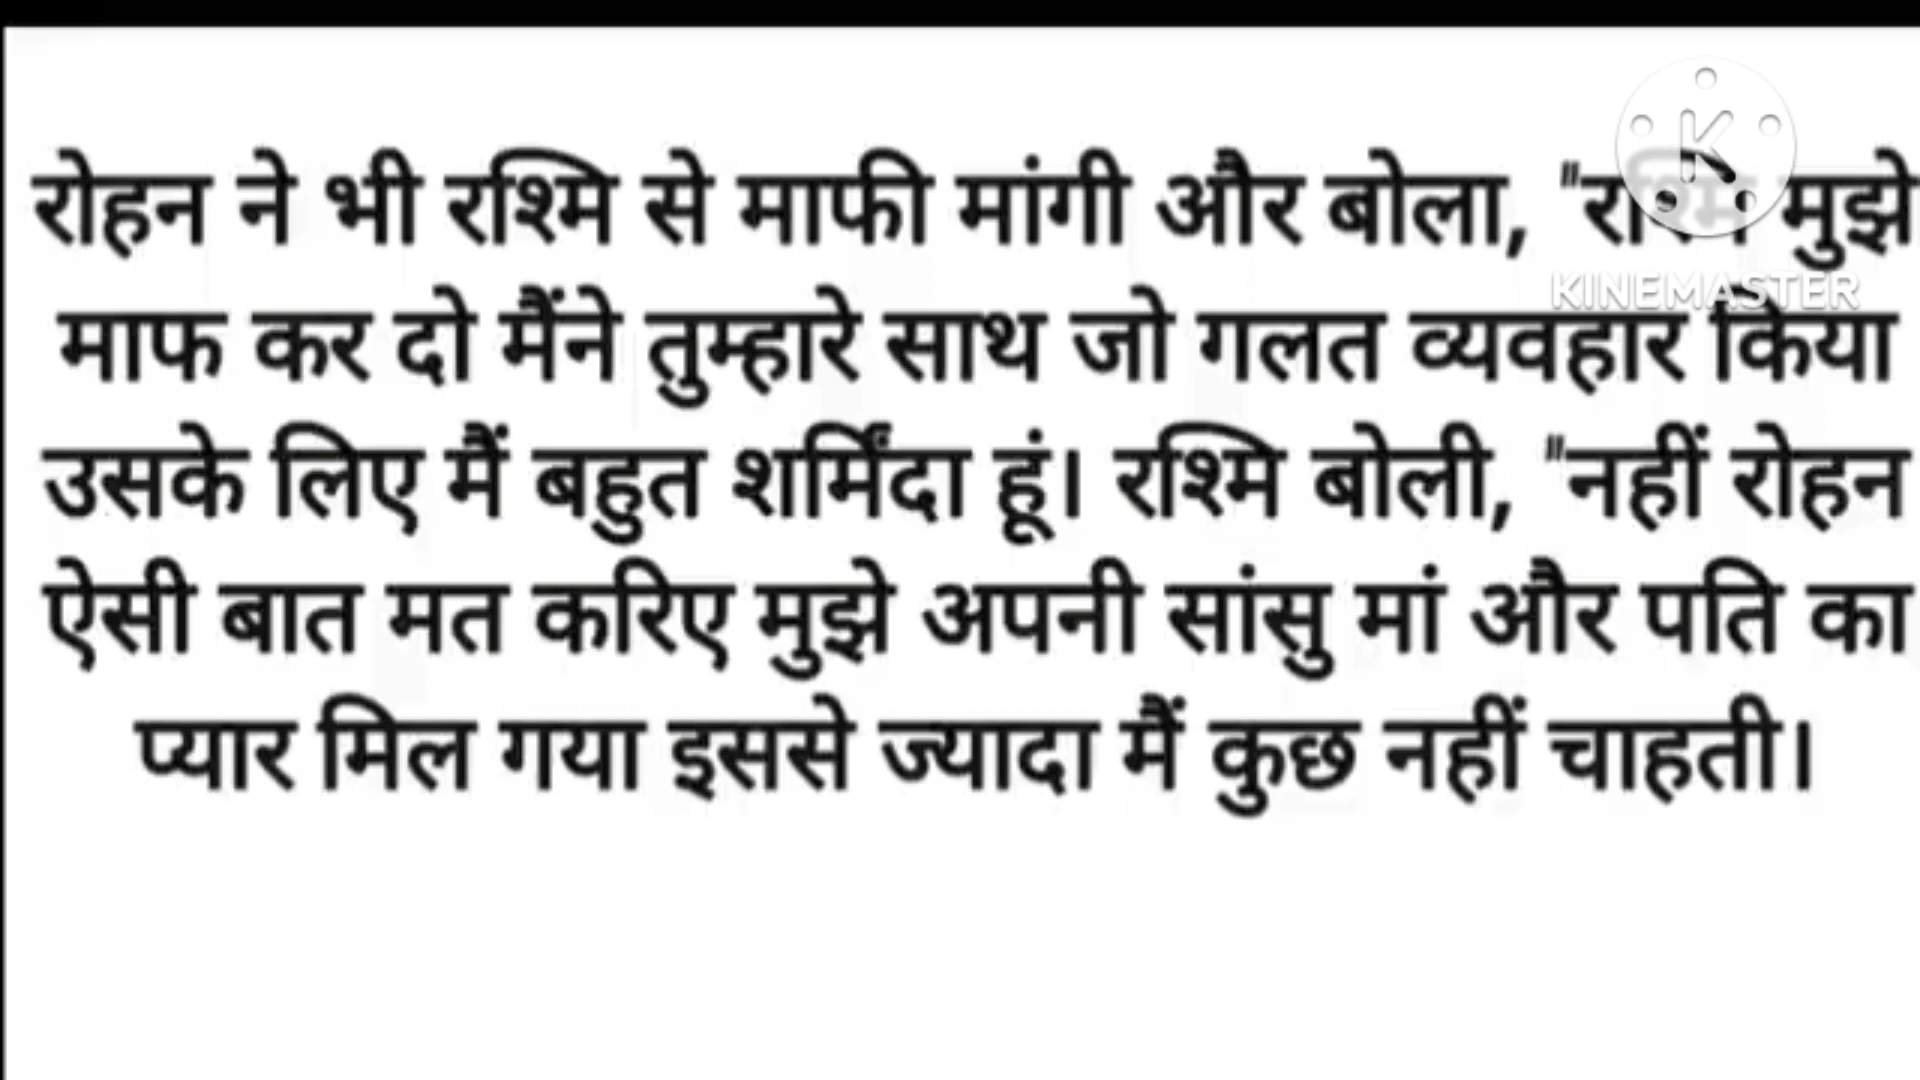 रोहन ने भी रश्मि से माफी मांगी और बोला, "रश्मि मुझे
माफ कर दो मैंने तुम्हारे साथ जो गलत व्यवहार किया
उसके लिए मैं बहुत शर्मिंदा हूं। रश्मि बोली, "नहीं रोहन
ऐसी बात मत करिए मुझे अपनी सांसु मां और पति का
प्यार मिल गया इससे ज्यादा मैं कुछ नहीं चाहती।
K
KINEMASTER